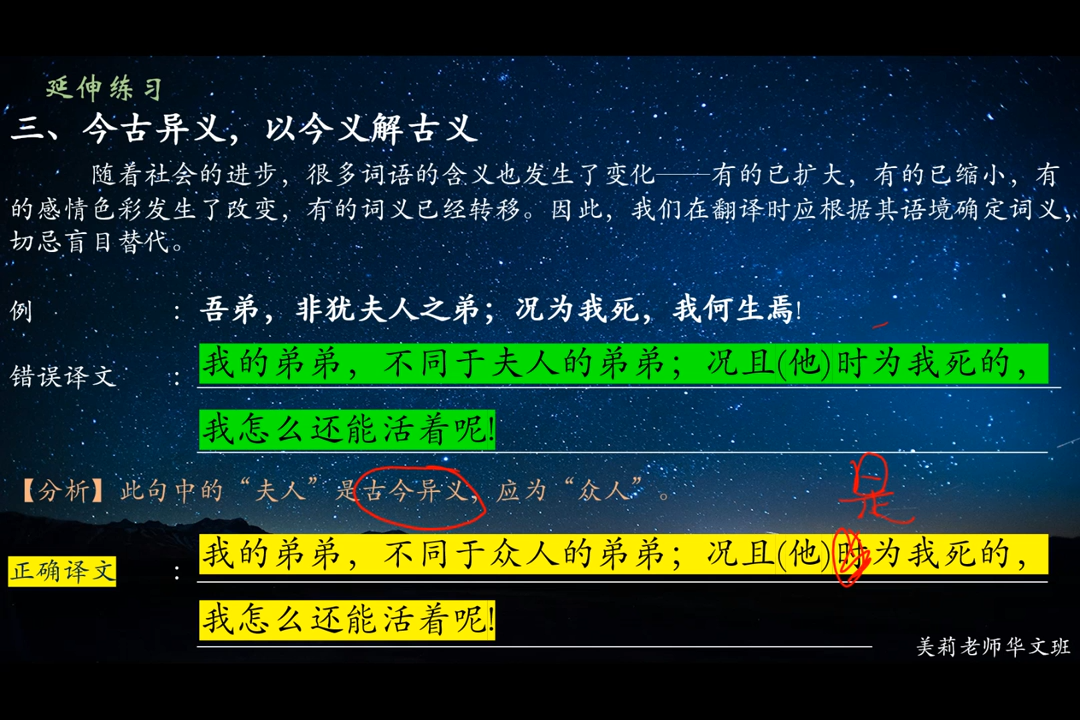 延伸练习
三、今古异义，以今义解古义
随着社会的进步，很多词语的含义也发生了变化——有的已扩大，有的已缩小，有
的感情色彩发生了改变，有的词义已经转移。因此，我们在翻译时应根据其语境确定词义，
切忌盲目替代。
例 ：吾弟，非犹夫人之弟；况为我死，我何生焉!
错误译文 ：我的弟弟，不同于夫人的弟弟；况且(他)时为我死的，
我怎么还能活着呢!
【分析】此句中的“夫人”是古今异义，应为“众人”。
是
正确译文 ：我的弟弟，不同于众人的弟弟；况且(他)时为我死的，
我怎么还能活着呢!
美莉老师华文班